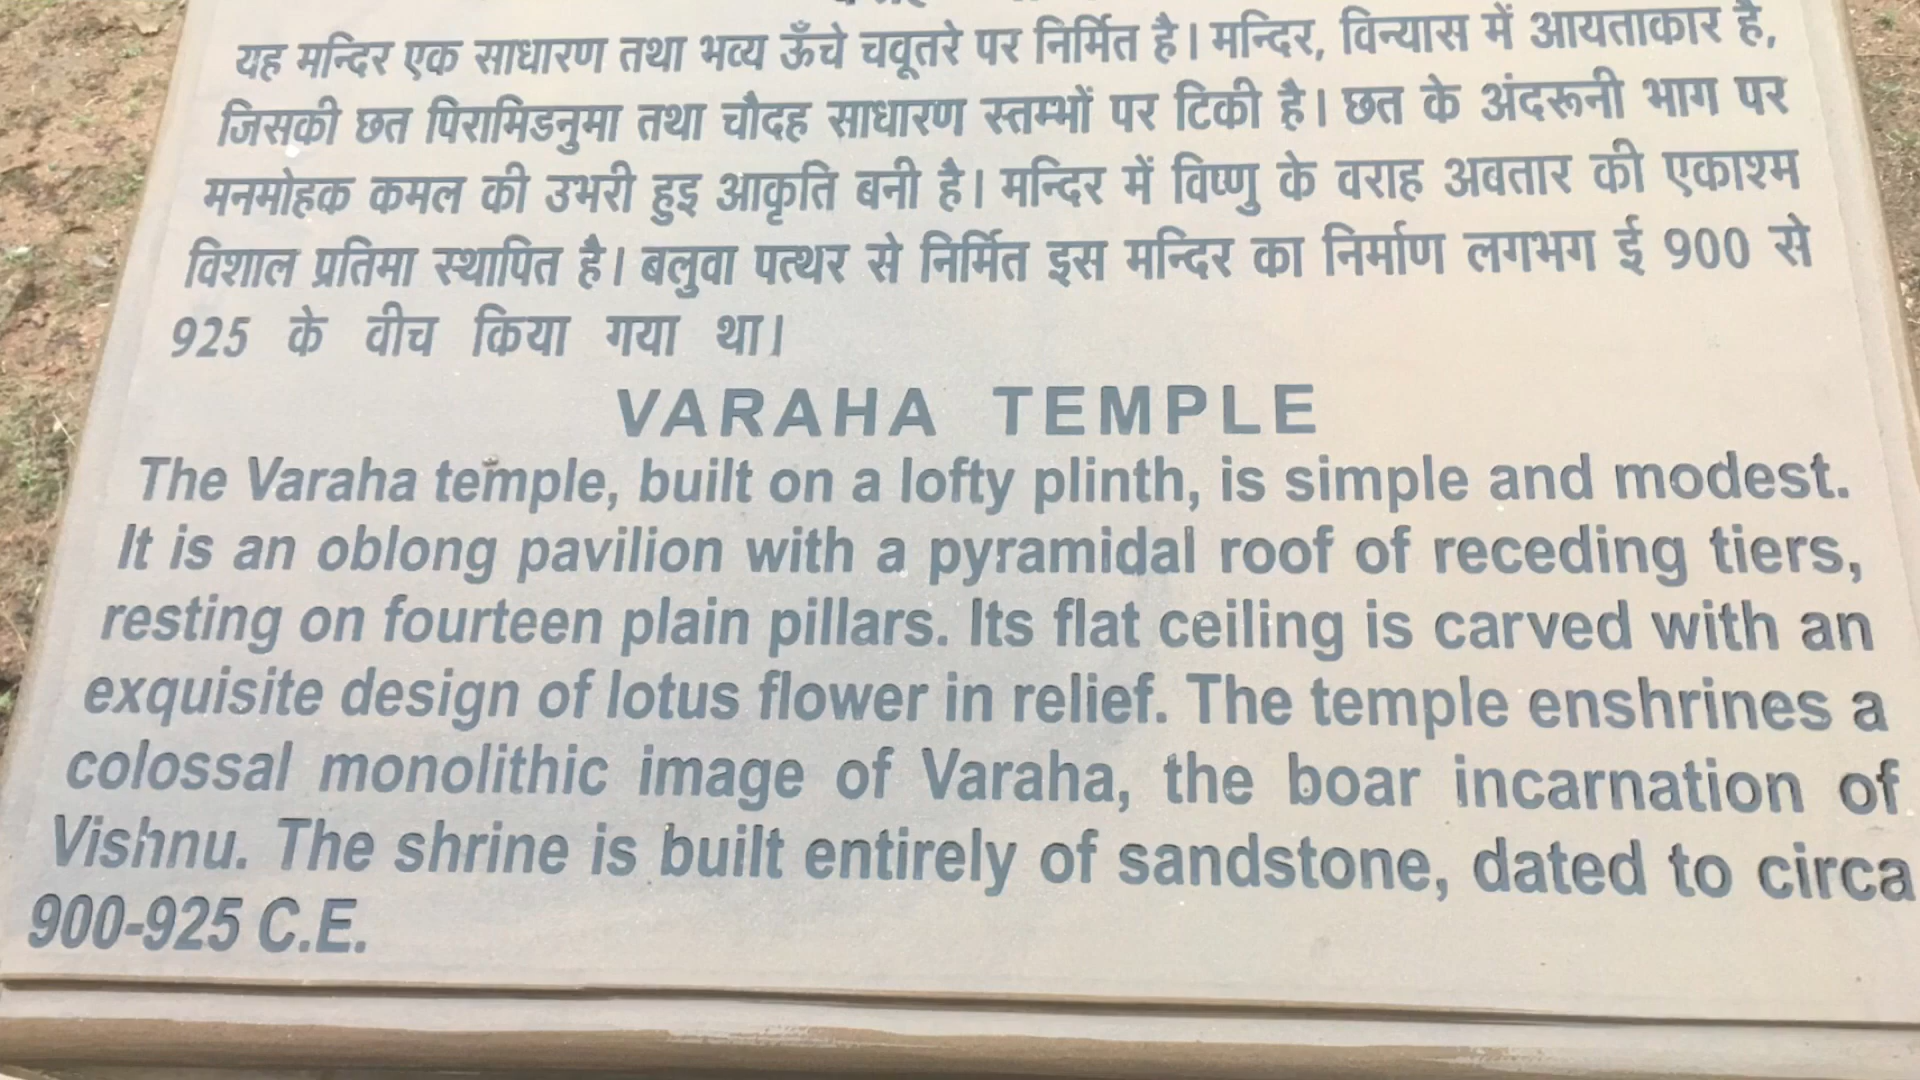 यह मन्दिर एक साधारण तथा भव्य ऊँचे चवूतरे पर निर्मित है। मन्दिर, विन्यास में आयताकार है,
जिसकी छत पिरामिडनुमा तथा चौदह साधारण स्तम्भों पर टिकी है। छत के अंदरूनी भाग पर
मनमोहक कमल की उभरी हुइ आकृति बनी है। मन्दिर में विष्णु के वराह अवतार की एकाश्म
विशाल प्रतिमा स्थापित है। बलुवा पत्थर से निर्मित इस मन्दिर का निर्माण लगभग ई 900 से
925 के वीच किया गया था।
VARAHA TEMPLE
The Varaha temple, built on a lofty plinth, is simple and modest.
It is an oblong pavilion with a pyramidal roof of receding tiers,
resting on fourteen plain pillars. Its flat ceiling is carved with an
exquisite design of lotus flower in relief. The temple enshrines a
colossal monolithic image of Varaha, the boar incarnation of
Vishnu. The shrine is built entirely of sandstone, dated to circa
900-925 C.E.